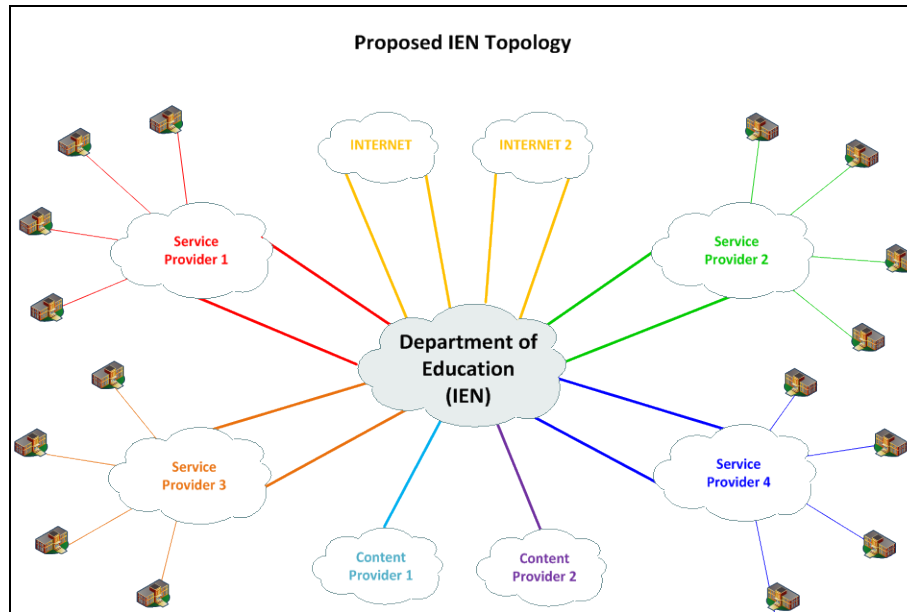 Proposed IEN Topology
INTERNET
INTERNET 2
Service
Provider 1
Service
Provider 2
Department of
Education
(IEN)
Service
Provider 3
Service
Provider 4
Content
Provider 1
Content
Provider 2